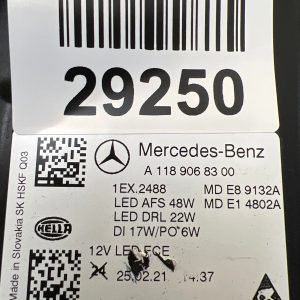 29250
Mercedes-Benz
A 118 906 83 00
1EX.2488 MD E8 9132A
LED AFS 48W MD E1 4802A
LED DRL 22W
DI 17W/PO 6W
12V LED ECE
25.02.21 14:37
HELLA
Made in Slovakia SK HSKF Q03